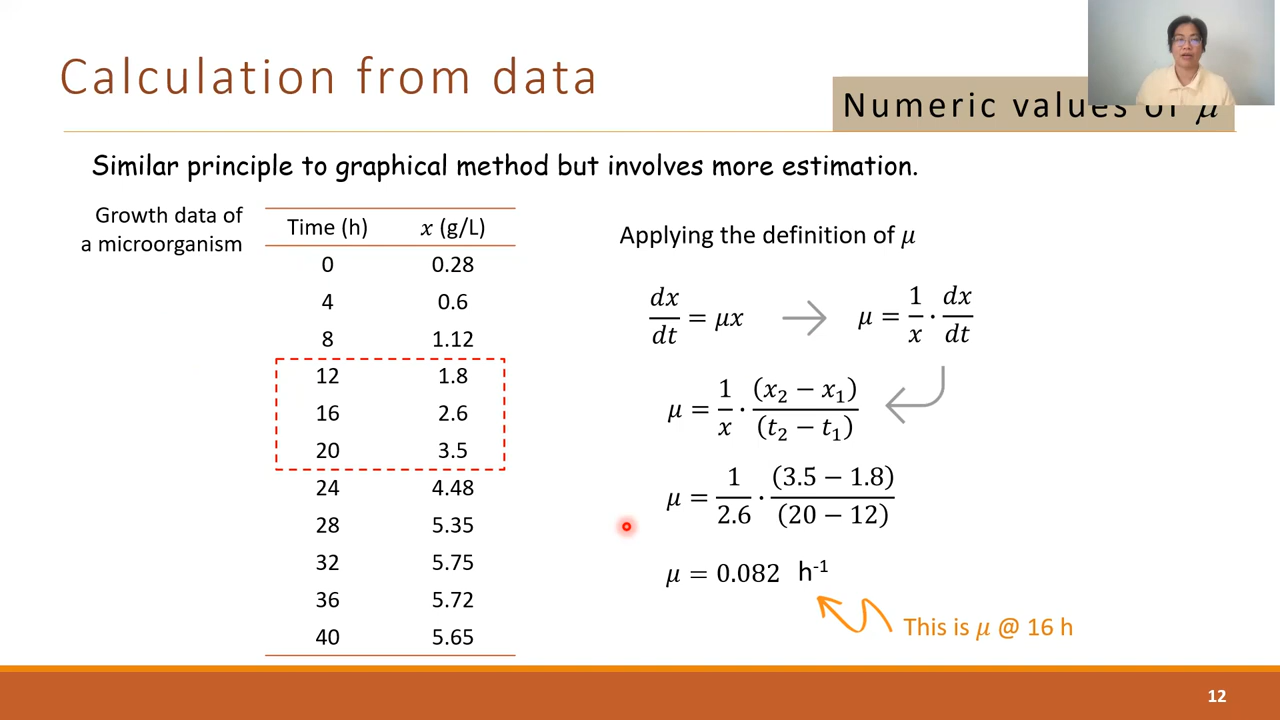 Calculation from data
Numeric values of μ
Similar principle to graphical method but involves more estimation.
Growth data of
a microorganism
Time (h) x (g/L)
0 0.28
4 0.6
8 1.12
12 1.8
16 2.6
20 3.5
24 4.48
28 5.35
32 5.75
36 5.72
40 5.65
Applying the definition of μ
dx/dt = μx → μ = 1/x · dx/dt
μ = 1/x · (x₂ − x₁)/(t₂ − t₁)
μ = 1/2.6 · (3.5 − 1.8)/(20 − 12)
μ = 0.082 h⁻¹
This is μ @ 16 h
12